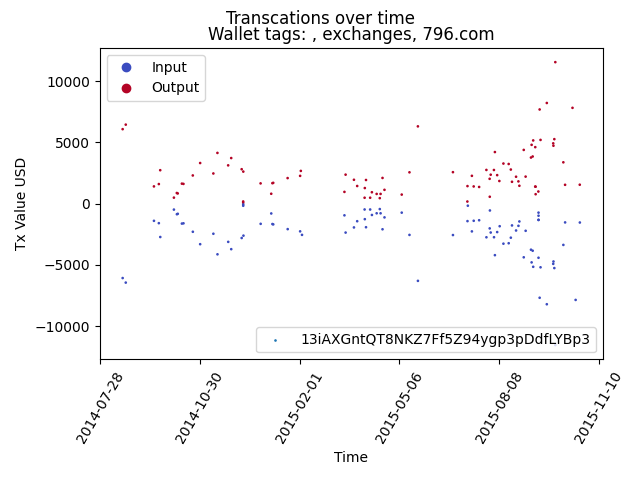 Transcations over time
Wallet tags: , exchanges, 796.com
Input
Output
Tx Value USD
10000
5000
0
−5000
−10000
13iAXGntQT8NKZ7Ff5Z94ygp3pDdfLYBp3
2014-07-28
2014-10-30
2015-02-01
2015-05-06
2015-08-08
2015-11-10
Time